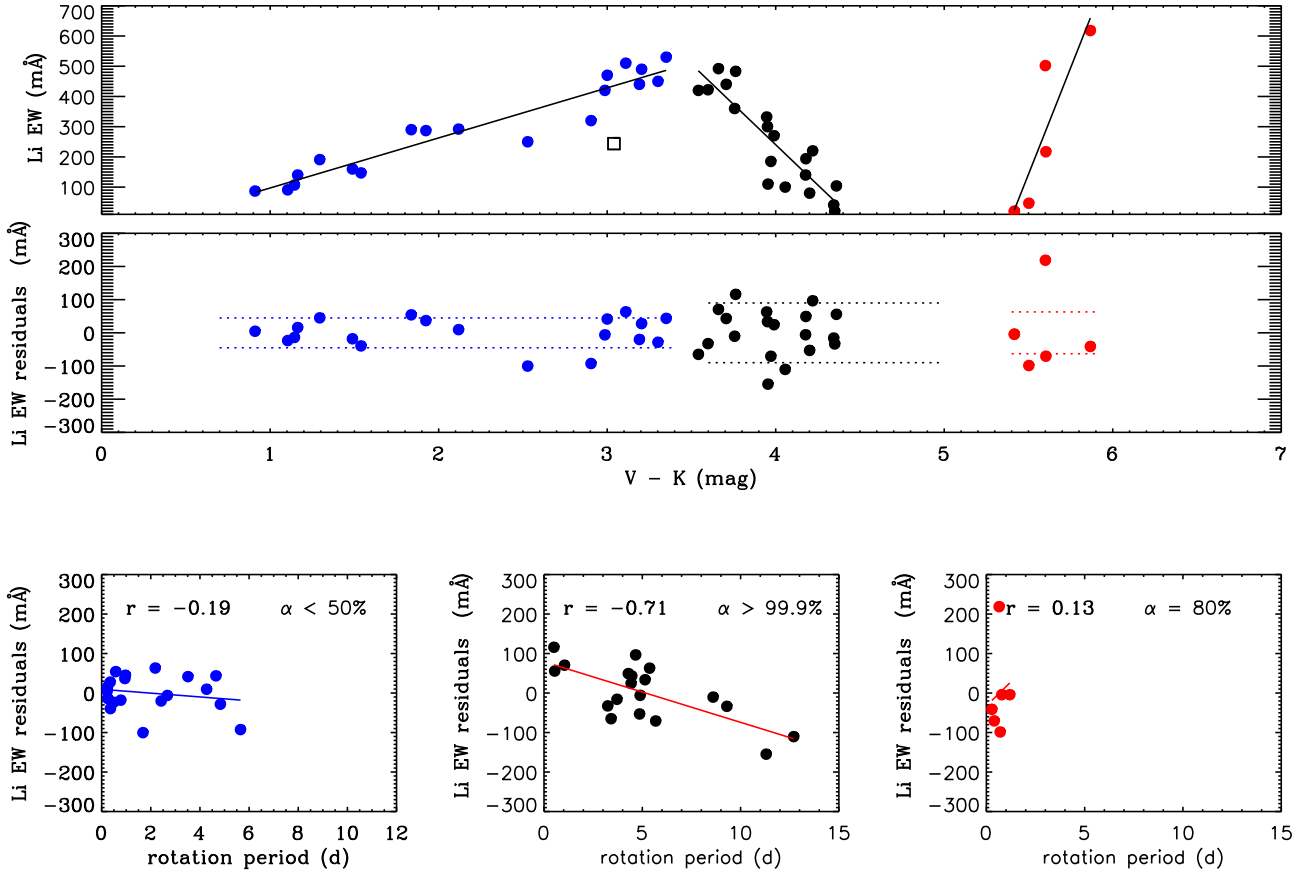 Li EW (mÅ)
700
600
500
400
300
200
100
Li EW residuals (mÅ)
300
200
100
0
−100
−200
−300
0 1 2 3 4 5 6 7
V − K (mag)
Li EW residuals (mÅ)
300
200
100
0
−100
−200
−300
r = −0.19 α < 50%
0 2 4 6 8 10 12
rotation period (d)
Li EW residuals (mÅ)
300
200
100
0
−100
−200
−300
r = −0.71 α > 99.9%
0 5 10 15
rotation period (d)
Li EW residuals (mÅ)
300
200
100
0
−100
−200
−300
r = 0.13 α = 80%
0 5 10 15
rotation period (d)